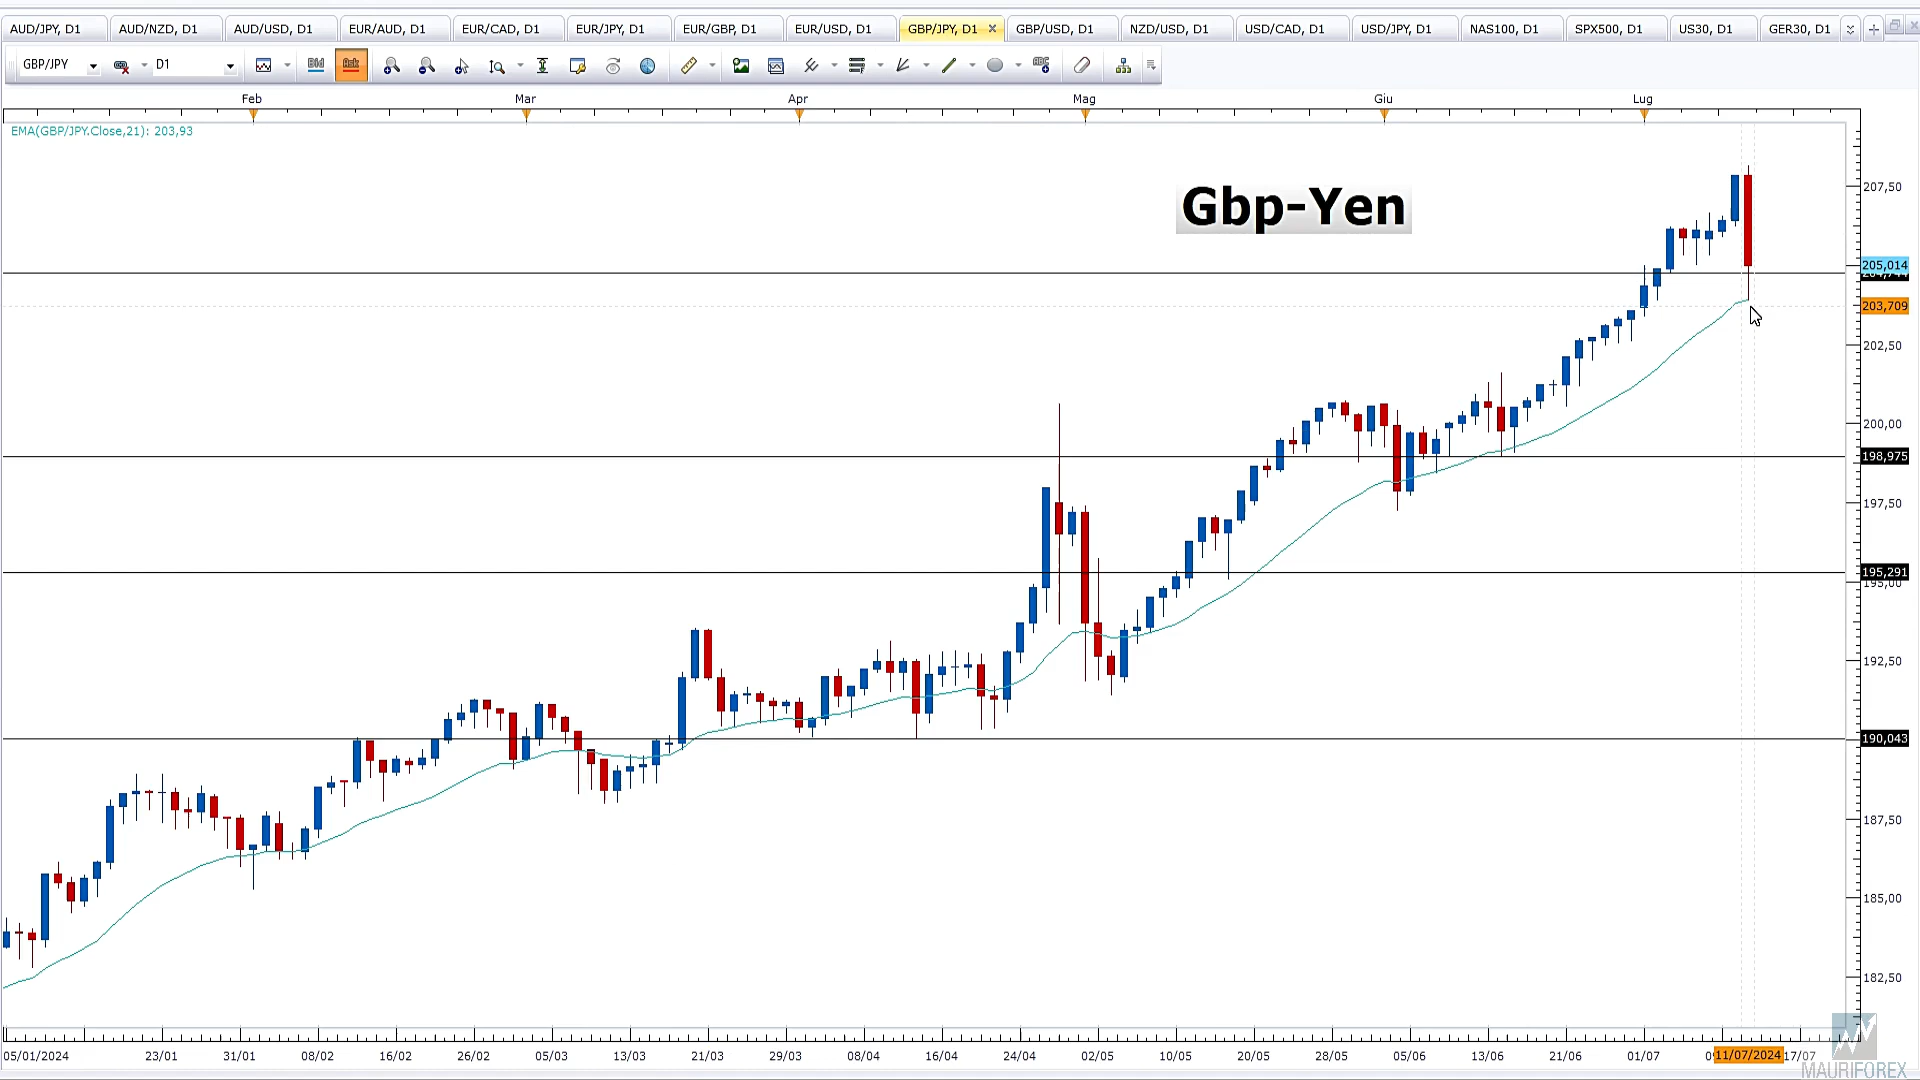 AUD/JPY, D1 AUD/NZD, D1 AUD/USD, D1 EUR/AUD, D1 EUR/CAD, D1 EUR/JPY, D1 EUR/GBP, D1 EUR/USD, D1 GBP/JPY, D1 GBP/USD, D1 NZD/USD, D1 USD/CAD, D1 USD/JPY, D1 NAS100, D1 SPX500, D1 US30, D1 GER30, D1
GBP/JPY D1 Bid Ask ABC
Feb Mar Apr Mag Giu Lug
EMA(GBP/JPY.Close,21): 203,93
Gbp-Yen
207,50
205,014
203,709
202,50
200,00
198,975
197,50
195,291
195,00
192,50
190,043
187,50
185,00
182,50
05/01/2024 23/01 31/01 08/02 16/02 26/02 05/03 13/03 21/03 29/03 08/04 16/04 24/04 02/05 10/05 20/05 28/05 05/06 13/06 21/06 01/07 11/07/2024 17/07
MAURIFOREX